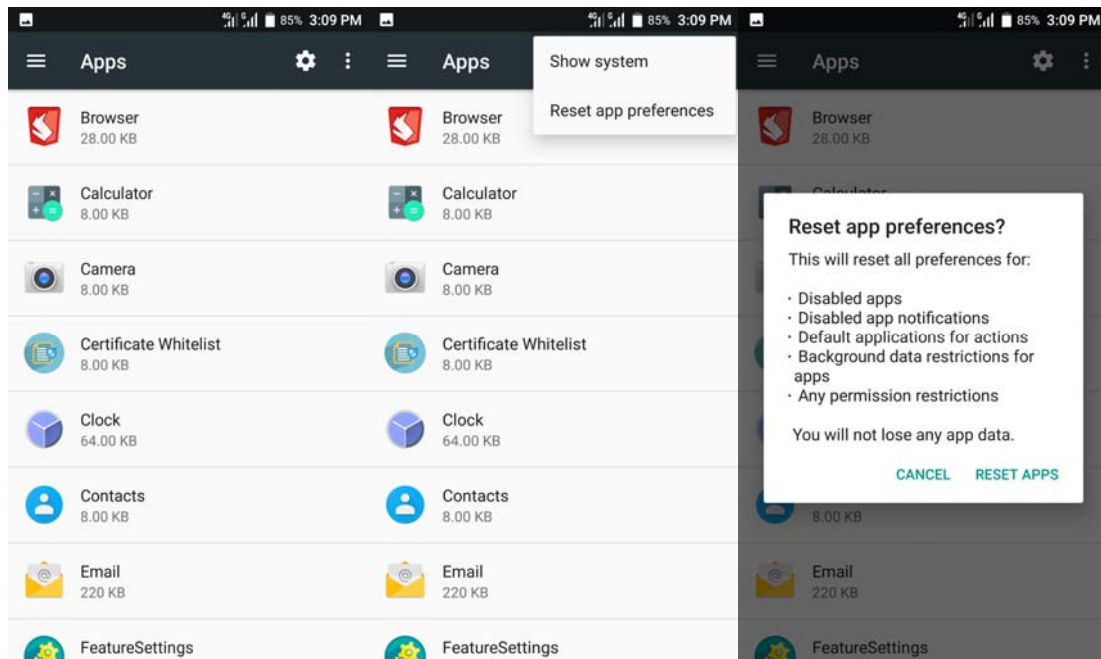 4G 85% 3:09 PM
Apps
Browser
28.00 KB
Calculator
8.00 KB
Camera
8.00 KB
Certificate Whitelist
8.00 KB
Clock
64.00 KB
Contacts
8.00 KB
Email
220 KB
FeatureSettings
4G 85% 3:09 PM
Apps
Show system
Reset app preferences
Browser
28.00 KB
Calculator
8.00 KB
Camera
8.00 KB
Certificate Whitelist
8.00 KB
Clock
64.00 KB
Contacts
8.00 KB
Email
220 KB
FeatureSettings
4G 85% 3:09 PM
Apps
Browser
28.00 KB
Calculator
Reset app preferences?
This will reset all preferences for:
· Disabled apps
· Disabled app notifications
· Default applications for actions
· Background data restrictions for
apps
· Any permission restrictions
You will not lose any app data.
CANCEL RESET APPS
8.00 KB
Email
220 KB
FeatureSettings